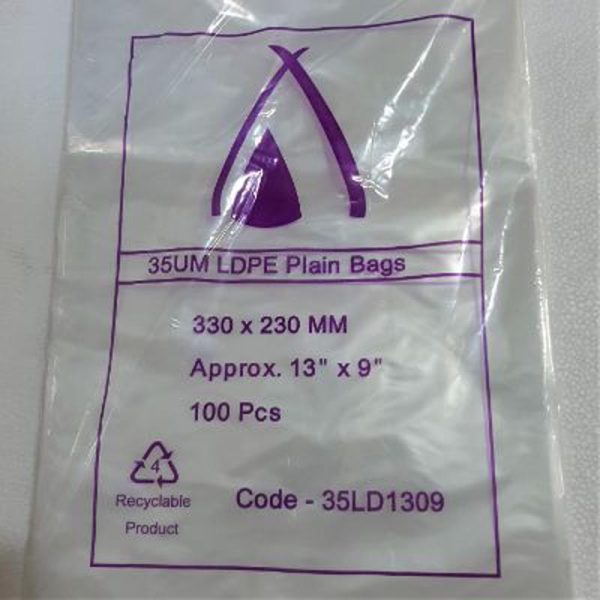 35UM LDPE Plain Bags
330 x 230 MM
Approx. 13" x 9"
100 Pcs
4
Recyclable
Product
Code - 35LD1309